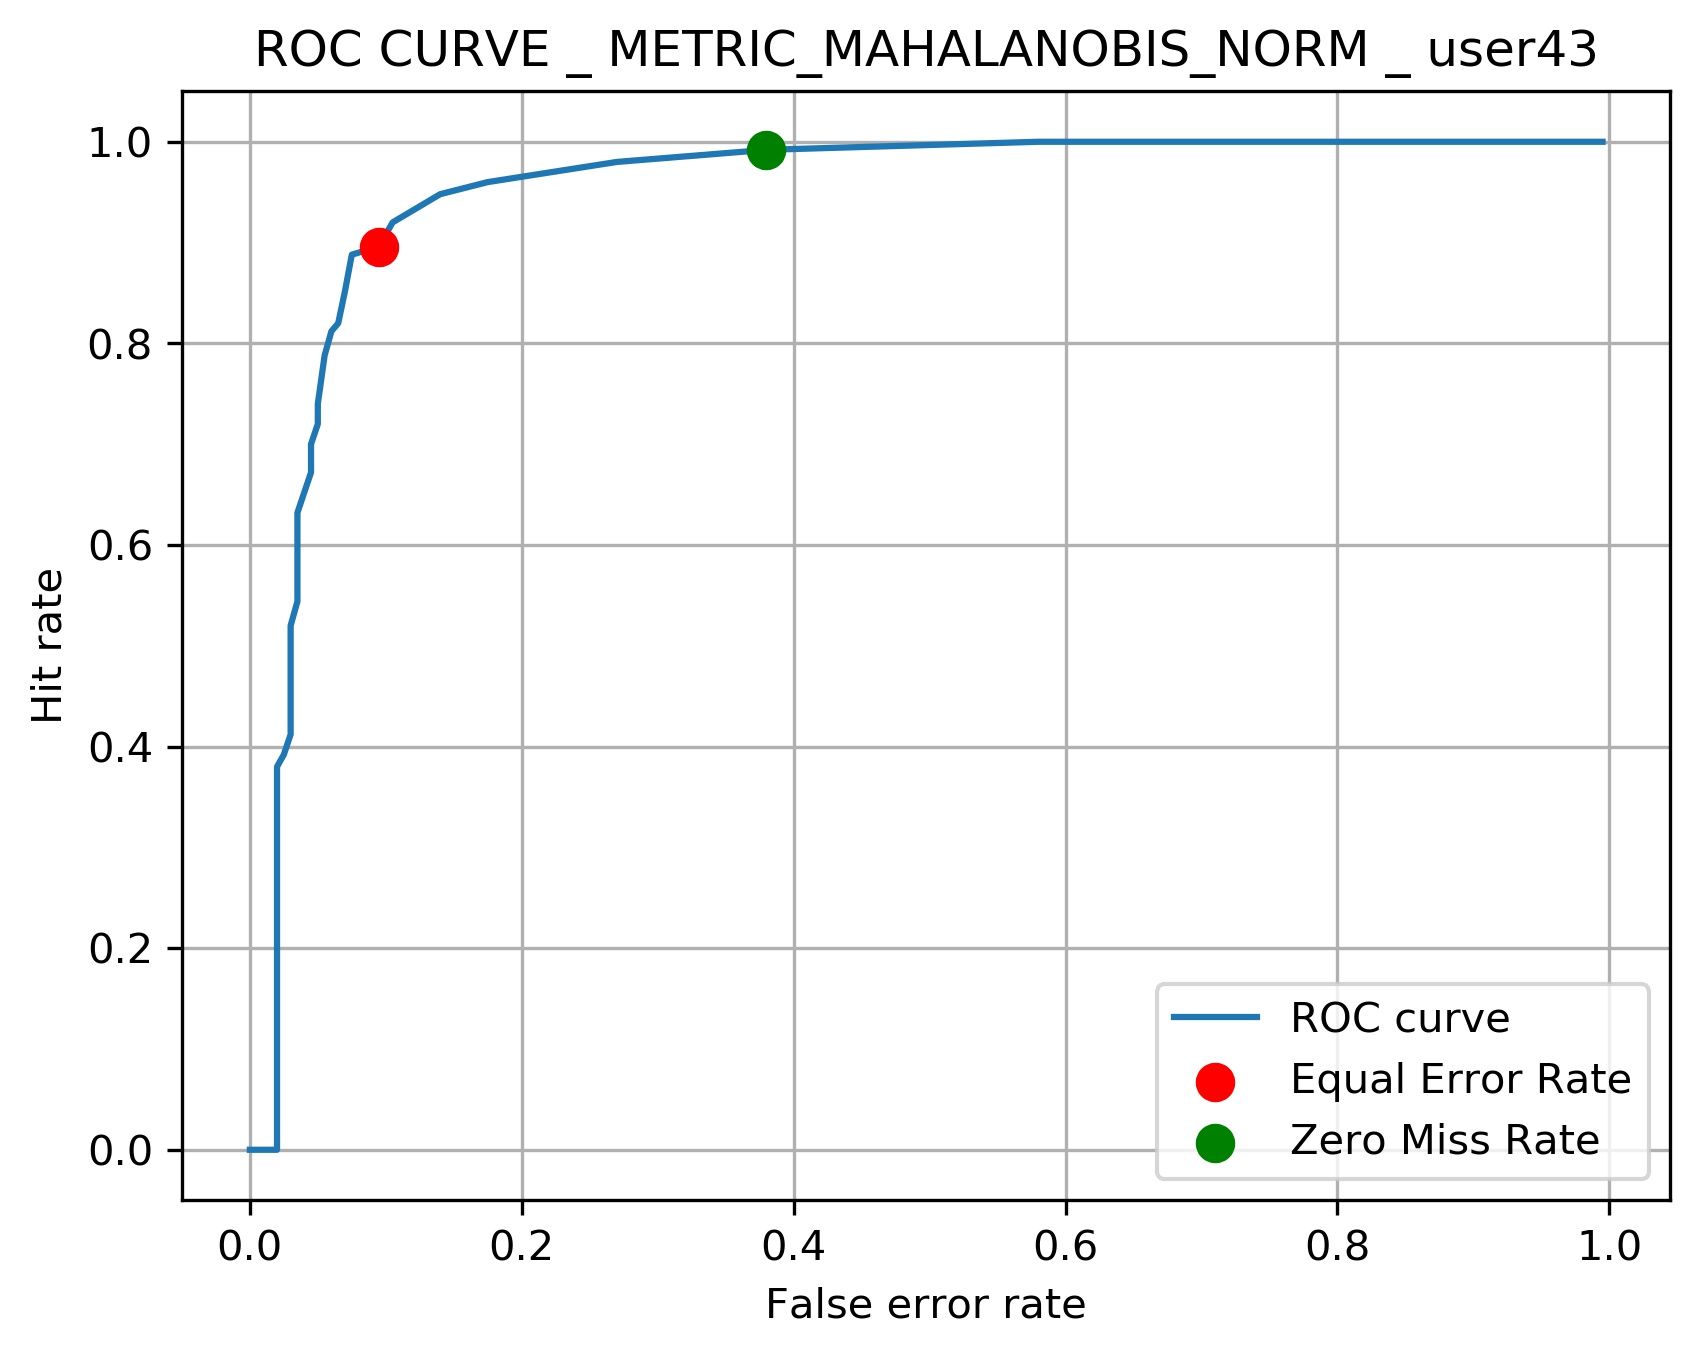 ROC CURVE _ METRIC_MAHALANOBIS_NORM _ user43
1.0
0.8
0.6
0.4
0.2
0.0
Hit rate
ROC curve
Equal Error Rate
Zero Miss Rate
0.0 0.2 0.4 0.6 0.8 1.0
False error rate